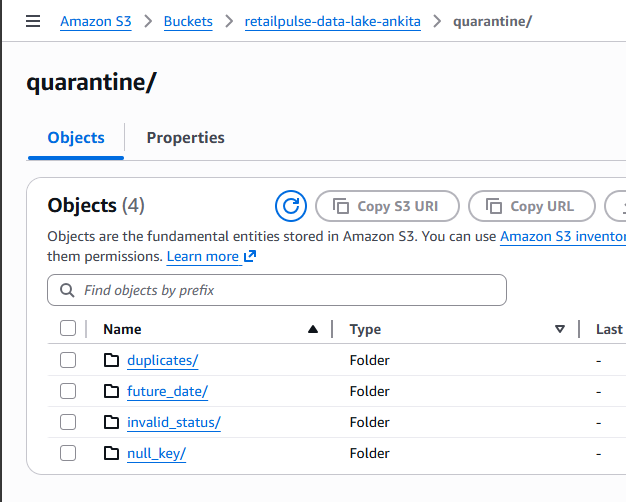 Amazon S3 > Buckets > retailpulse-data-lake-ankita > quarantine/
quarantine/
Objects Properties
Objects (4) Copy S3 URI Copy URL
Objects are the fundamental entities stored in Amazon S3. You can use Amazon S3 inventor
them permissions. Learn more
Find objects by prefix
Name Type Last
duplicates/ Folder -
future_date/ Folder -
invalid_status/ Folder -
null_key/ Folder -